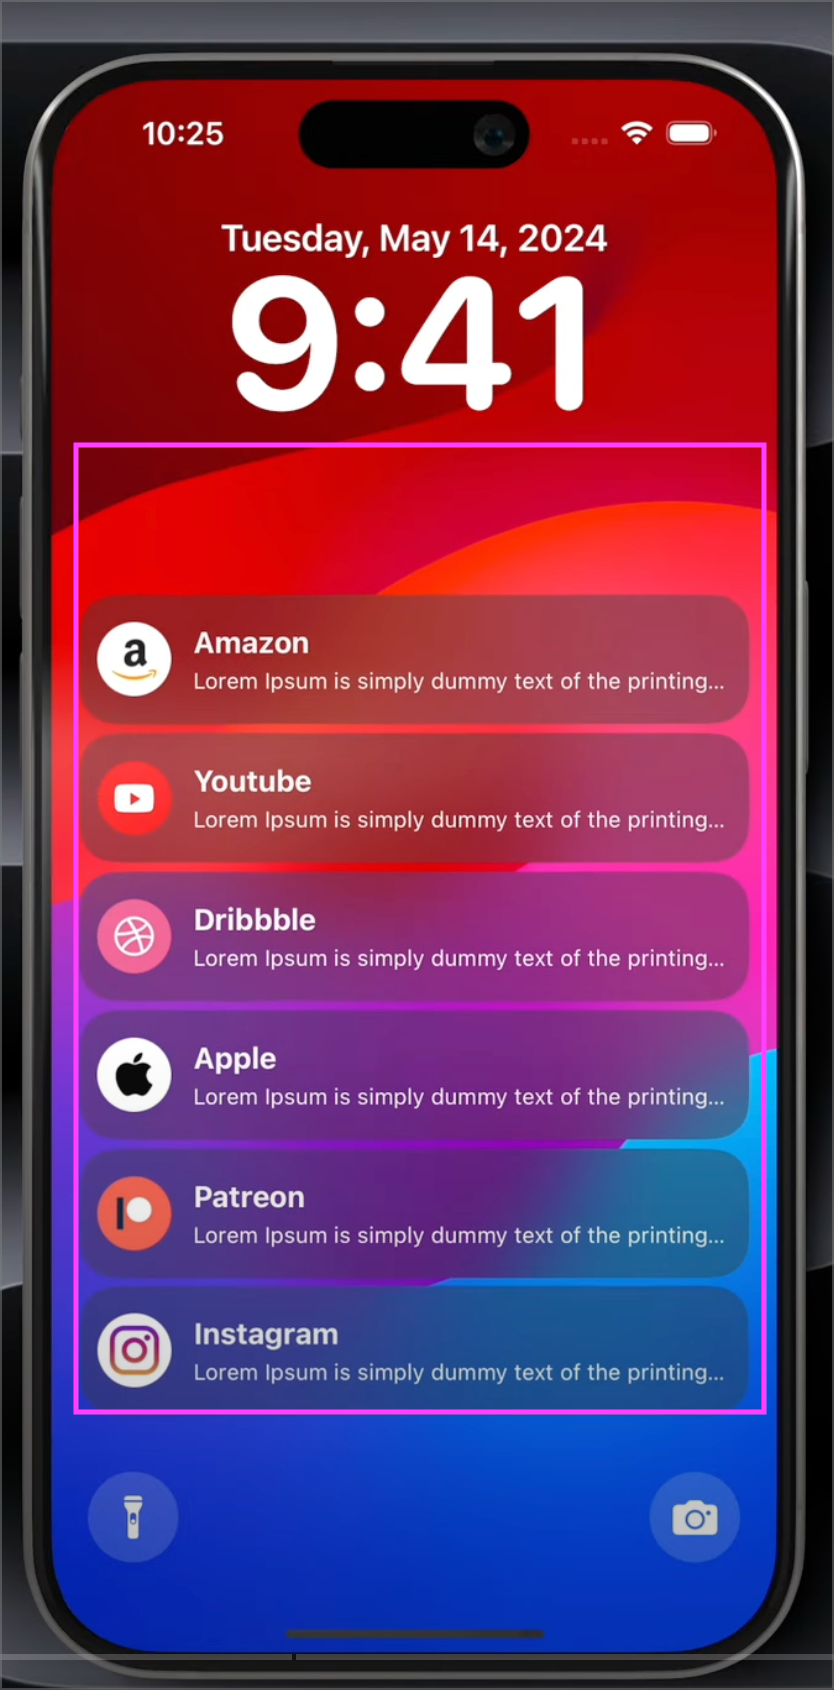 10:25
Tuesday, May 14, 2024
9:41
a
Amazon
Lorem Ipsum is simply dummy text of the printing...
Youtube
Lorem Ipsum is simply dummy text of the printing...
Dribbble
Lorem Ipsum is simply dummy text of the printing...
Apple
Lorem Ipsum is simply dummy text of the printing...
Patreon
Lorem Ipsum is simply dummy text of the printing...
Instagram
Lorem Ipsum is simply dummy text of the printing...